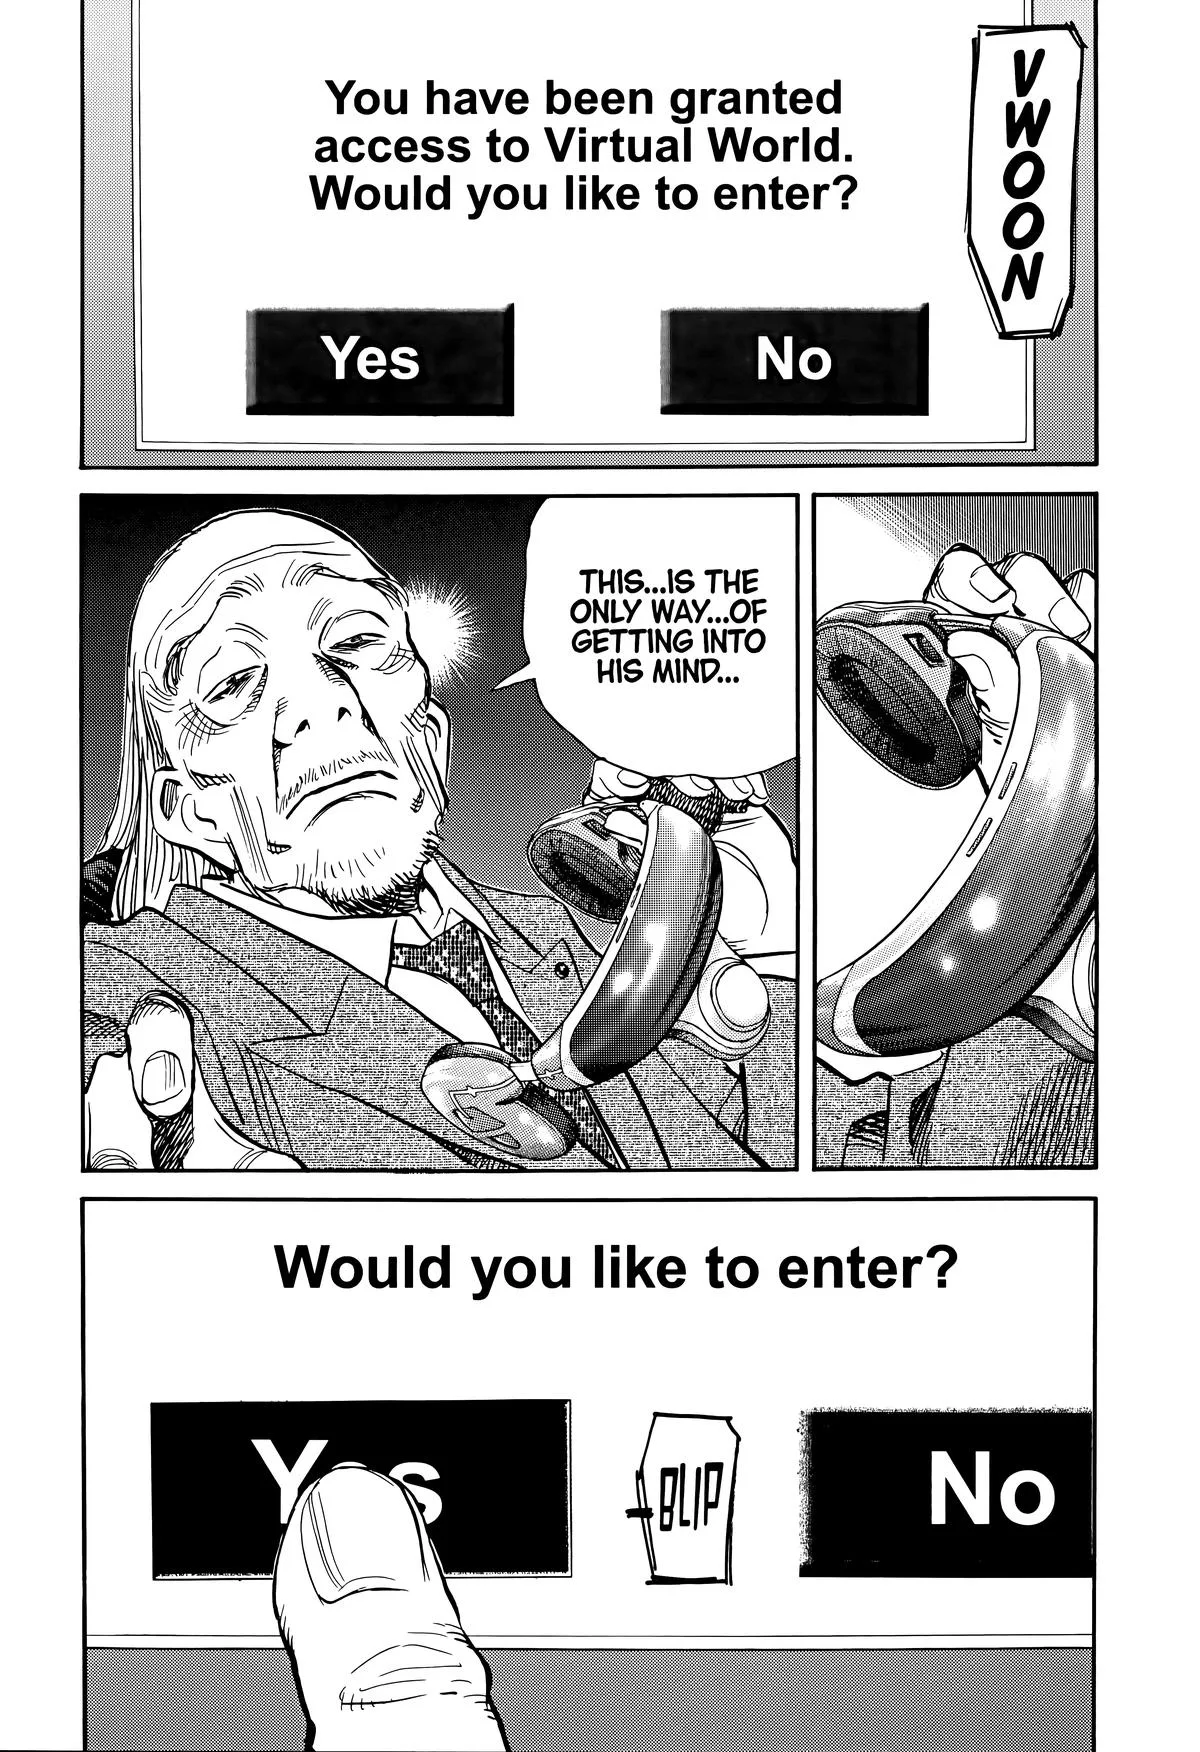 You have been granted
access to Virtual World.
Would you like to enter?
VWOON
Yes
No
THIS...IS THE
ONLY WAY...OF
GETTING INTO
HIS MIND...
Would you like to enter?
Yes
BLIP
No